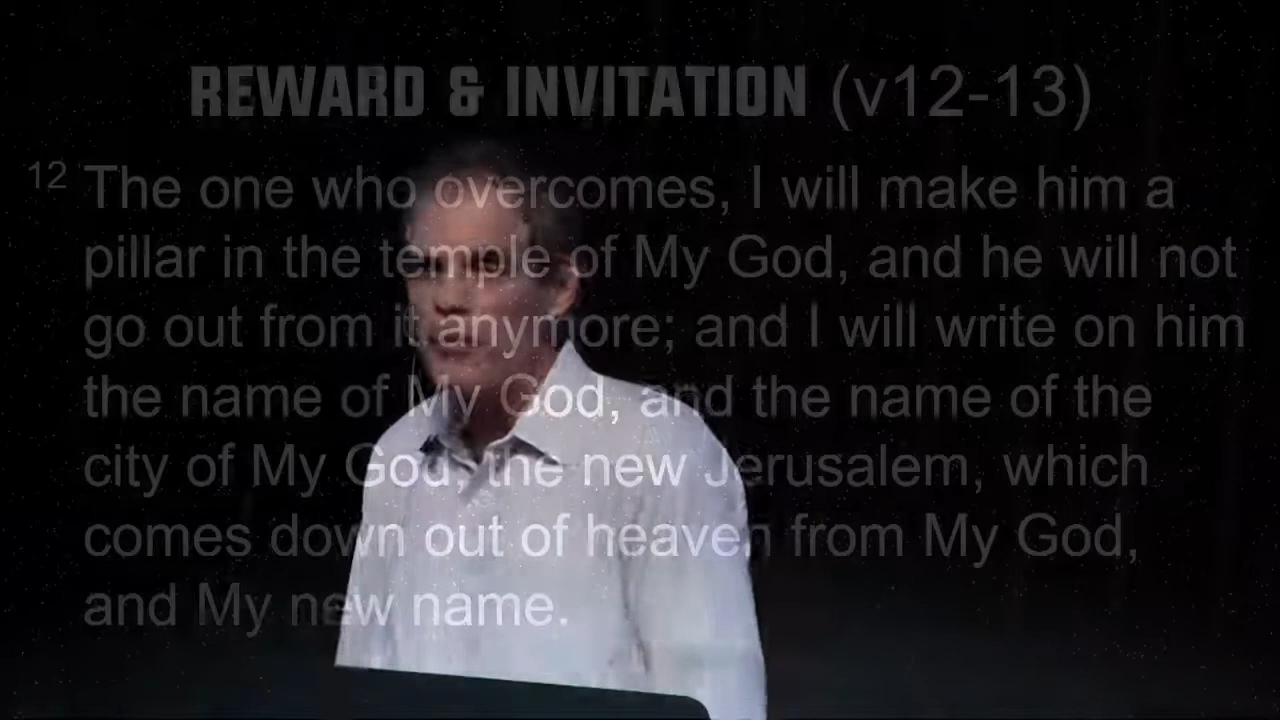 REWARD & INVITATION (v12-13)
12 The one who overcomes, I will make him a
pillar in the temple of My God, and he will not
go out from it anymore; and I will write on him
the name of My God, and the name of the
city of My God, the new Jerusalem, which
comes down out of heaven from My God,
and My new name.